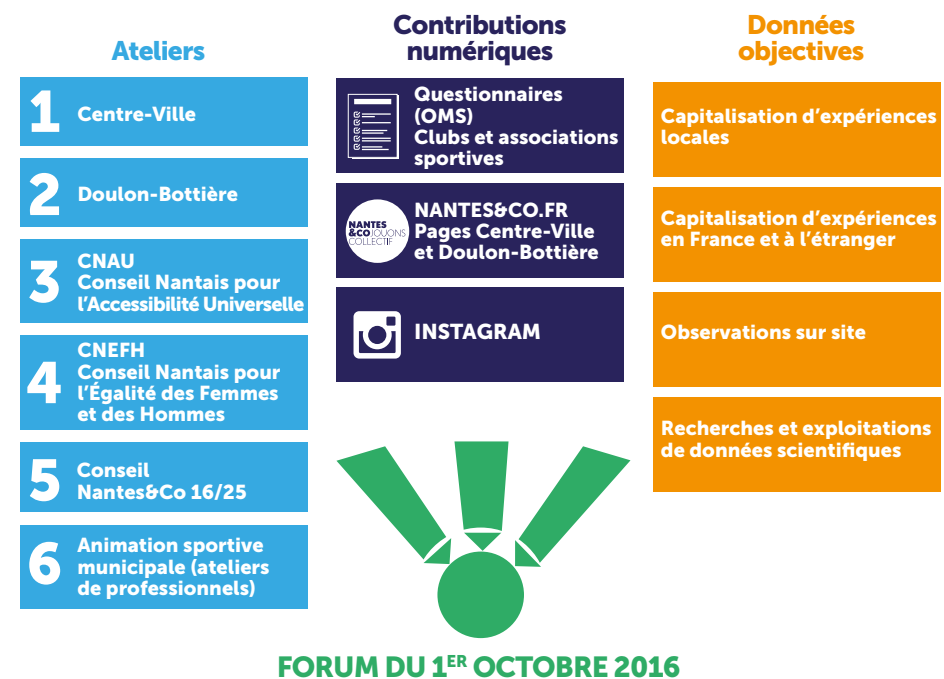 Ateliers
1
Centre-Ville
2
Doulon-Bottière
3
CNAU
Conseil Nantais pour
l’Accessibilité Universelle
4
CNEFH
Conseil Nantais pour
l’Égalité des Femmes
et des Hommes
5
Conseil
Nantes&Co 16/25
6
Animation sportive
municipale (ateliers
de professionnels)
Contributions
numériques
Questionnaires
(OMS)
Clubs et associations
sportives
NANTES
&COJOUONS
COLLECTIF
NANTES&CO.FR
Pages Centre-Ville
et Doulon-Bottière
INSTAGRAM
Données
objectives
Capitalisation d’expériences
locales
Capitalisation d’expériences
en France et à l’étranger
Observations sur site
Recherches et exploitations
de données scientifiques
FORUM DU 1ER OCTOBRE 2016